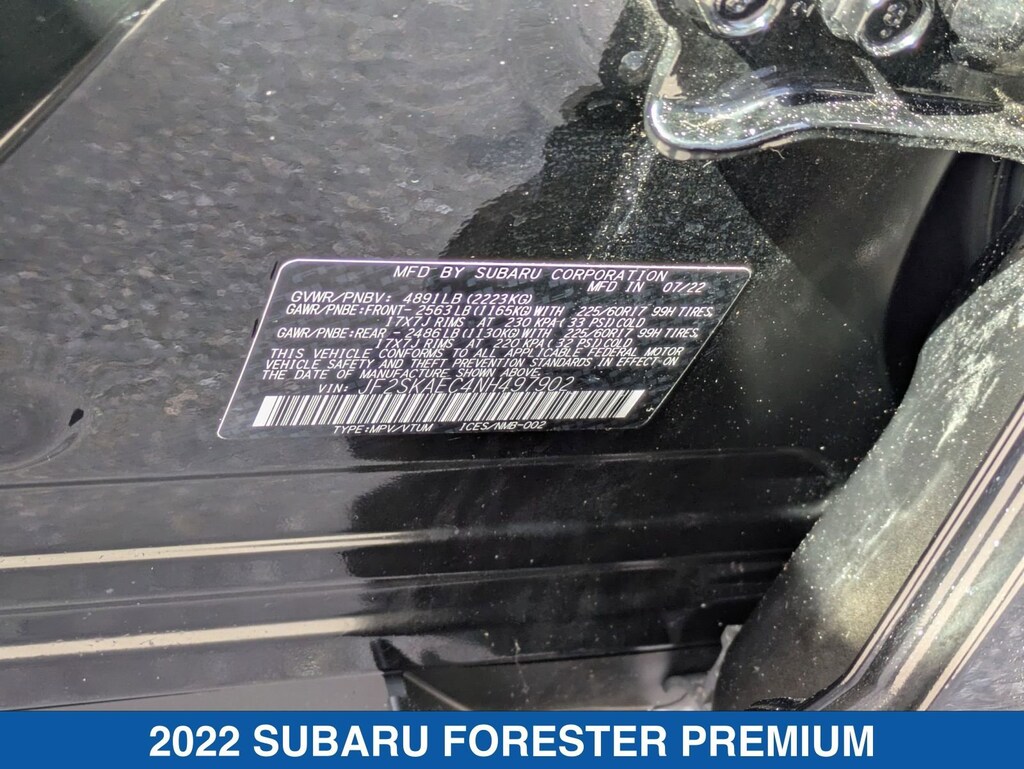 MFD BY SUBARU CORPORATION
MFD IN 07/22
GVWR/PNBV: 4891LB(2223KG)
GAWR/PNBE:FRONT- 2563LB(1165KG)WITH 225/60R17 99H TIRES,
17X7J RIMS, AT 230 KPA(33 PSI)COLD
GAWR/PNBE:REAR - 2486LB(1130KG)WITH 225/60R17 99H TIRES,
17X7J RIMS, AT 220 KPA(32 PSI)COLD
THIS VEHICLE CONFORMS TO ALL APPLICABLE FEDERAL MOTOR
VEHICLE SAFETY AND THEFT PREVENTION STANDARDS IN EFFECT ON
THE DATE OF MANUFACTURE SHOWN ABOVE.
VIN: JF2SKAEC4NH497902
TYPE:MPV/VTUM ICES/NMB-002
2022 SUBARU FORESTER PREMIUM